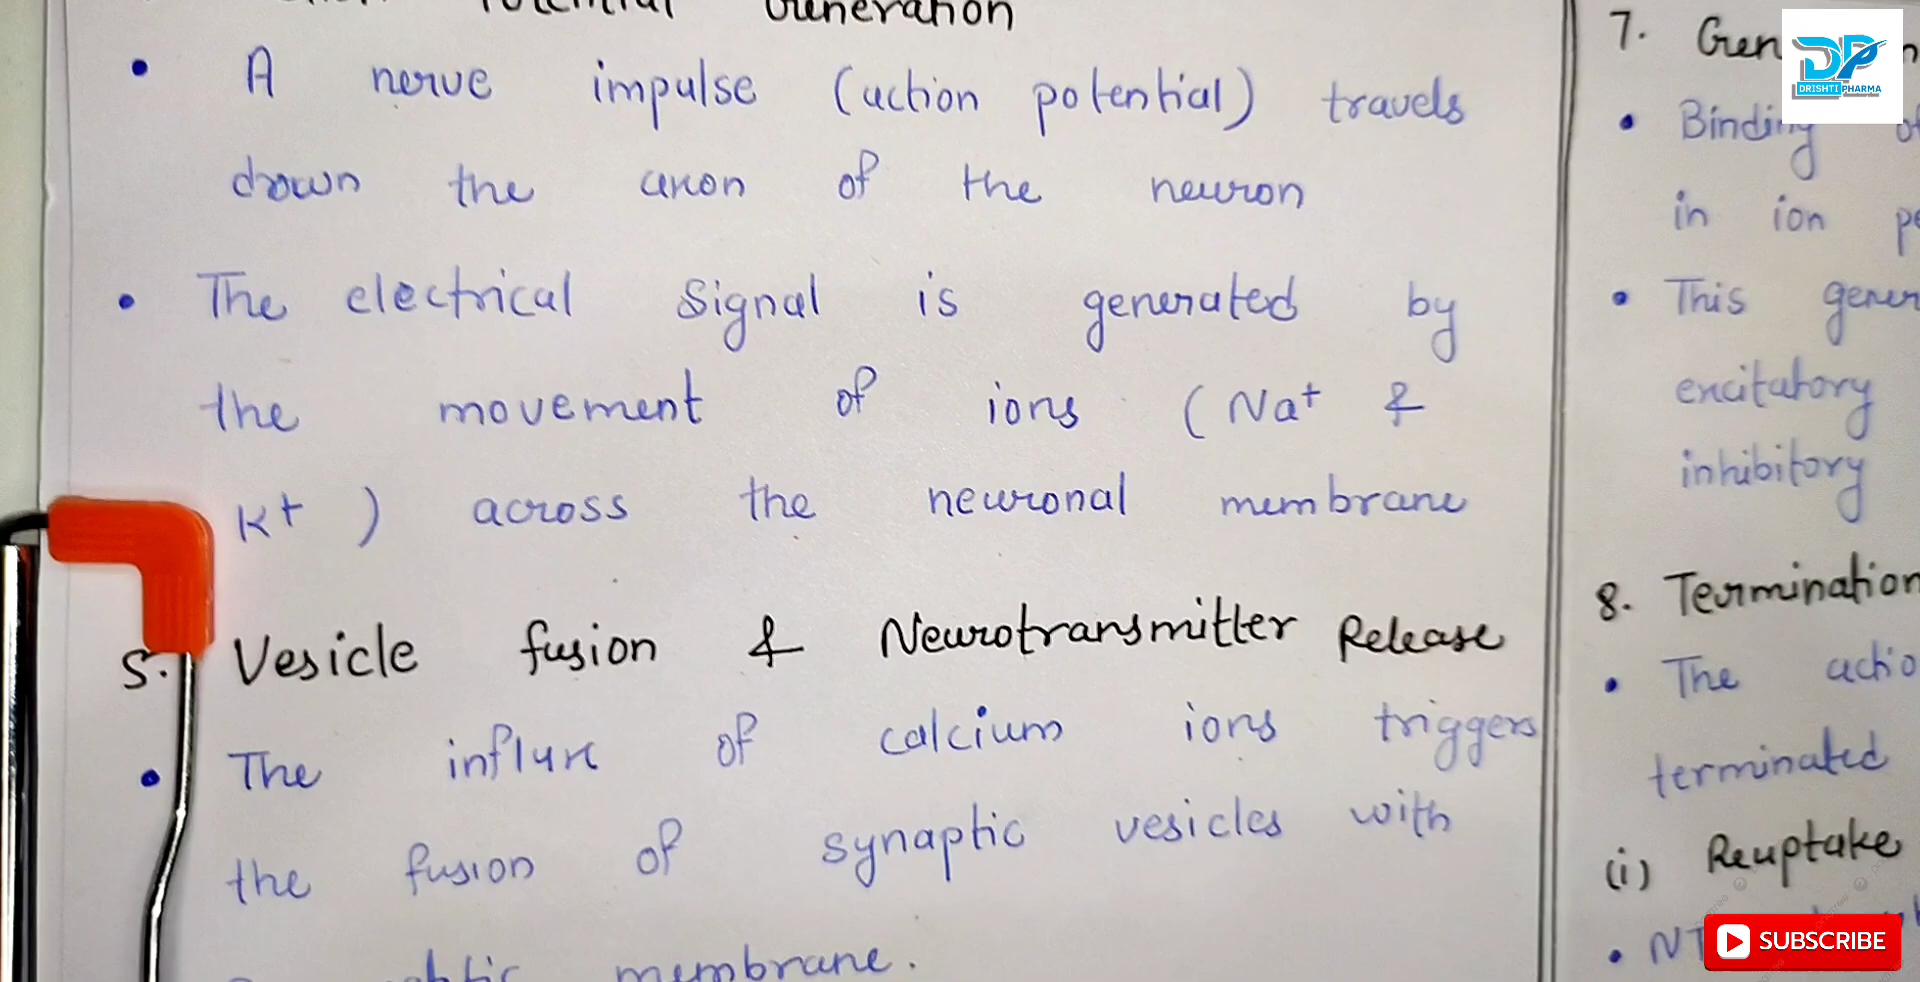 Potential Generation
• A nerve impulse (action potential) travels
down the axon of the neuron
• The electrical Signal is generated by
the movement of ions (Na+ &
K+ ) across the neuronal membrane
5. Vesicle fusion & Neurotransmitter Release
• The influx of calcium ions triggers
the fusion of synaptic vesicles with
membrane.
7.
• Binding
in ion
• This
excitatory
inhibitory
8. Termination
• The
terminated
(i) Reuptake
• NT
DP
DRISHTI PHARMA
SUBSCRIBE